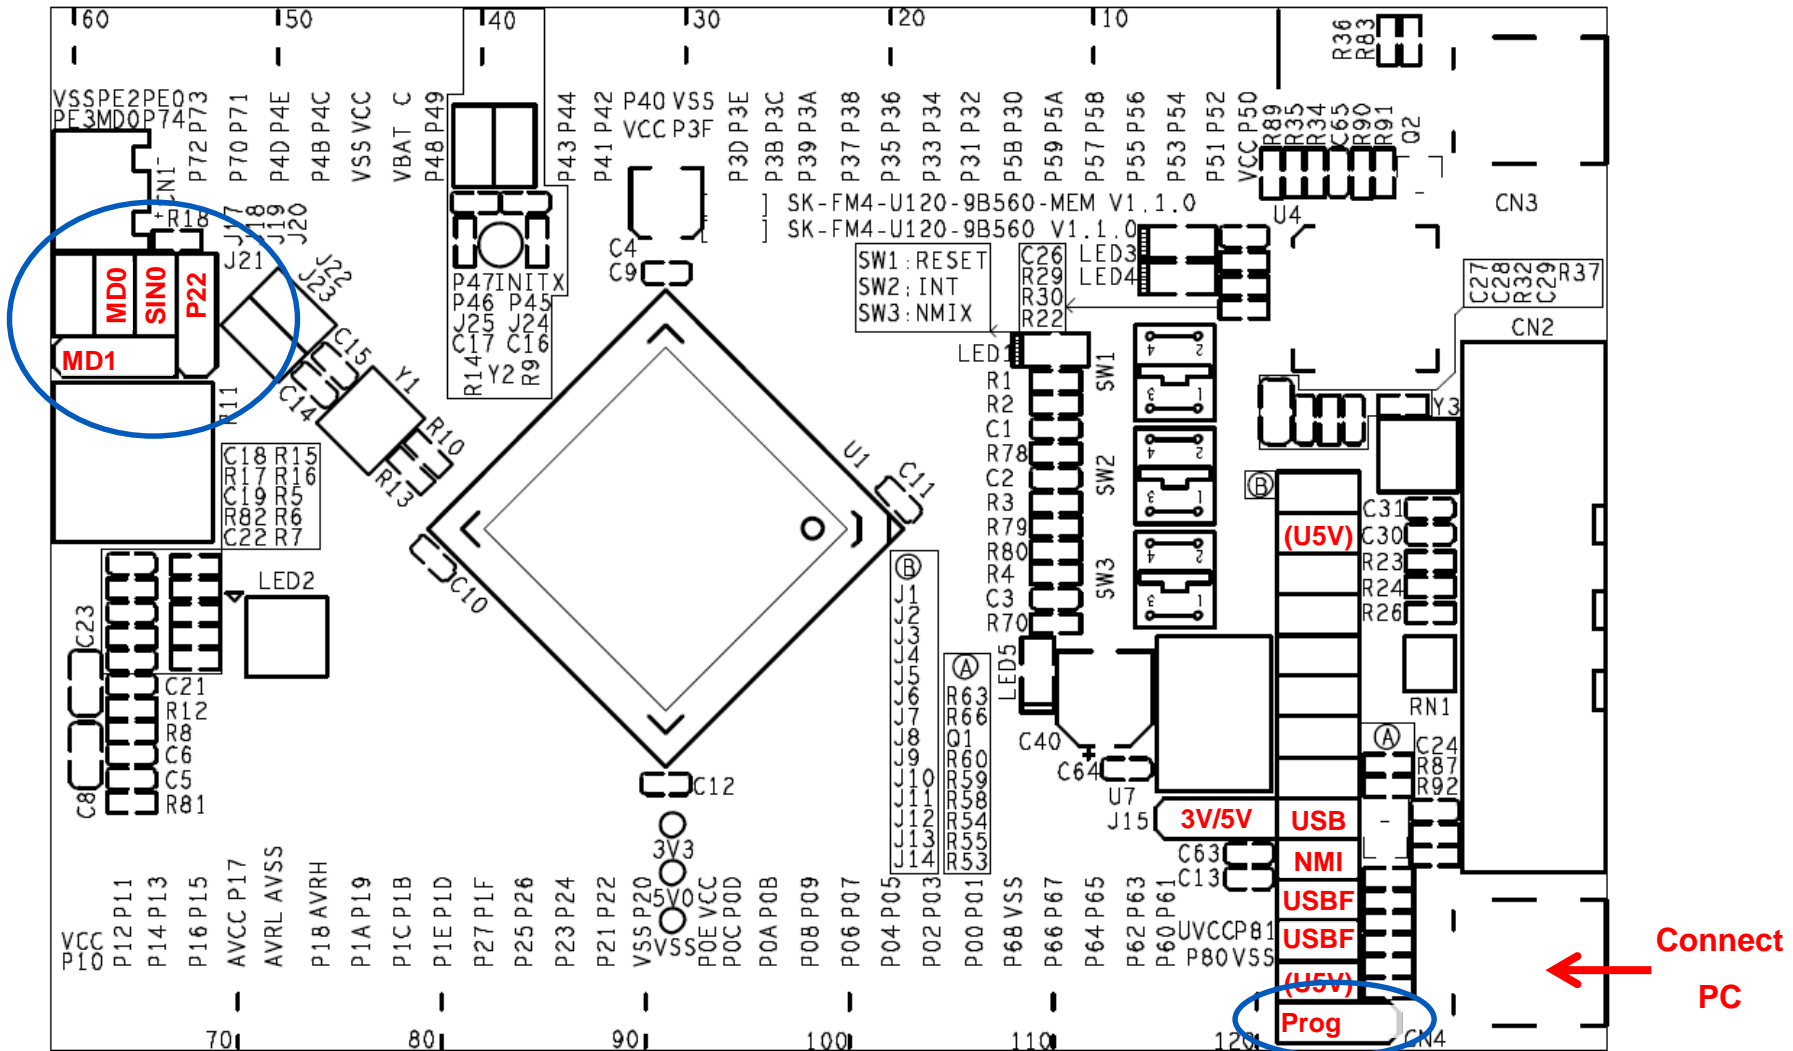 60 50 40 30 20 10
R36
R83
VSSPE2PE0
PE3MD0P74
P72 P73
P70 P71
P4D P4E
P4B P4C
VSS VCC
VBAT C
P48 P49
P43 P44
P41 P42
P40 VSS
VCC P3F
P3D P3E
P3B P3C
P39 P3A
P37 P38
P35 P36
P33 P34
P31 P32
P5B P30
P59 P5A
P57 P58
P55 P56
P53 P54
P51 P52
VCC P50
R89
R35
R34
C65
R90
R91
Q2
CN1
R18
J17
J18
J19
J20
J21
J22
J23
[ ] SK-FM4-U120-9B560-MEM V1.1.0
[ ] SK-FM4-U120-9B560 V1.1.0
U4
CN3
C4
C9
SW1:RESET
SW2:INT
SW3:NMIX
C26
R29
R30
R22
LED3
LED4
C27
C28
R32
C29
R37
CN2
MD0
SIN0
P22
MD1
P47INITX
P46 P45
J25 J24
C17 C16
R14
Y2
R9
C15
C14
Y1
R10
R13
U1
C11
C10
LED1
R1
R2
C1
R78
C2
R3
R79
R80
R4
C3
R70
SW1
4 2
3 1
SW2
4 2
3 1
SW3
4 2
3 1
Y3
C18 R15
R17 R16
C19 R5
R82 R6
C22 R7
LED2
C23
C21
R12
R8
C6
C5
R81
C8
B
J1
J2
J3
J4
J5
J6
J7
J8
J9
J10
J11
J12
J13
J14
A
R63
R66
Q1
R60
R59
R58
R54
R55
R53
LED5
C40
C64
U7
J15
C63
C13
B
(U5V)
C31
C30
R23
R24
R26
RN1
A
C24
R87
R92
3V/5V
USB
NMI
USBF
USBF
(U5V)
Prog
C12
3V3
5V0
VSS
VCC
P10
P12 P11
P14 P13
P16 P15
AVCC P17
AVRL AVSS
P18 AVRH
P1A P19
P1C P1B
P1E P1D
P27 P1F
P25 P26
P23 P24
P21 P22
VSS P20
P0E VCC
P0C P0D
P0A P0B
P08 P09
P06 P07
P04 P05
P02 P03
P00 P01
P68 VSS
P66 P67
P64 P65
P62 P63
P60 P61
UVCCP81
P80VSS
Connect
PC
CN4
70 80 90 100 110 120